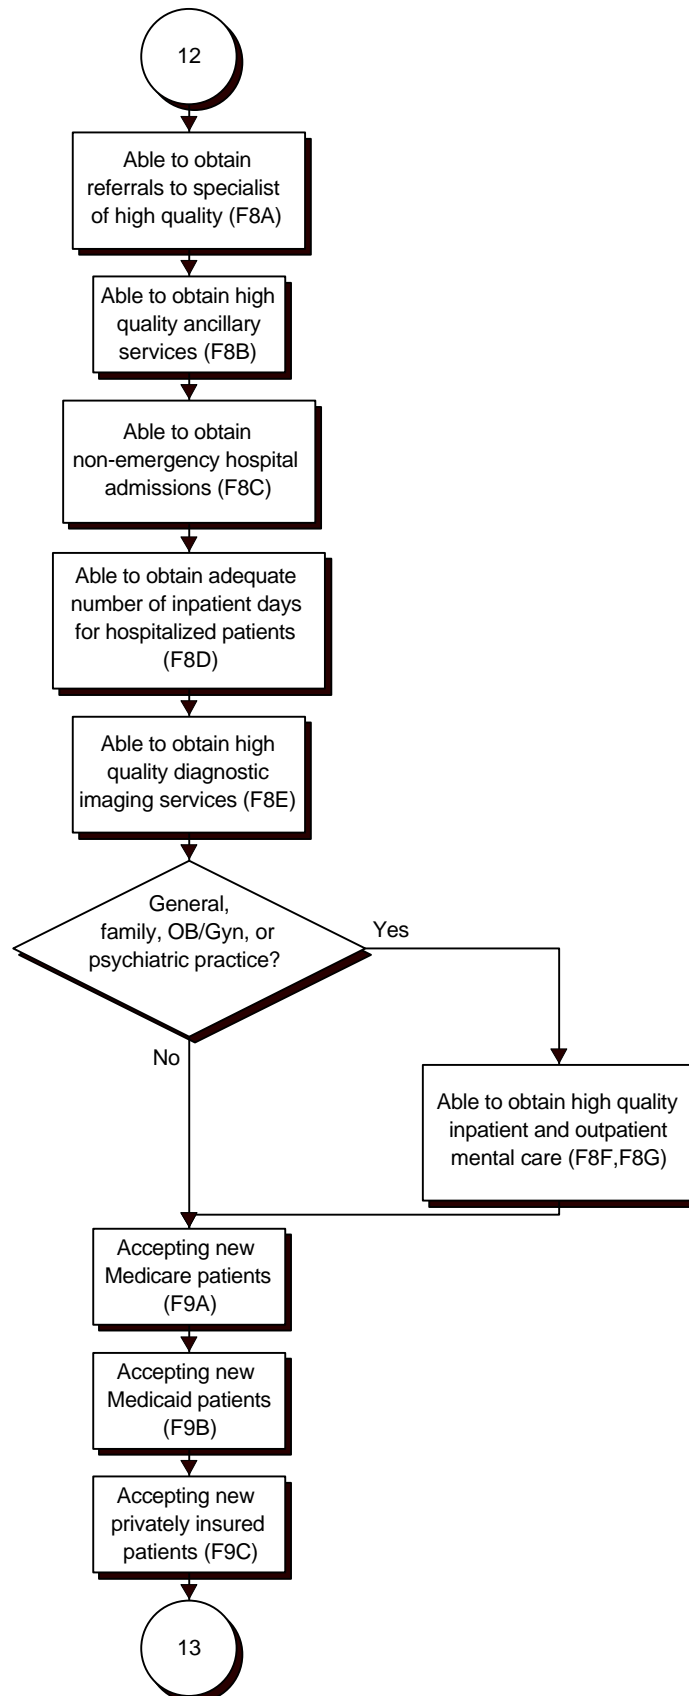 12
Able to obtain
referrals to specialist
of high quality (F8A)
Able to obtain high
quality ancillary
services (F8B)
Able to obtain
non-emergency hospital
admissions (F8C)
Able to obtain adequate
number of inpatient days
for hospitalized patients
(F8D)
Able to obtain high
quality diagnostic
imaging services (F8E)
General,
family, OB/Gyn, or
psychiatric practice?
Yes
No
Able to obtain high quality
inpatient and outpatient
mental care (F8F,F8G)
Accepting new
Medicare patients
(F9A)
Accepting new
Medicaid patients
(F9B)
Accepting new
privately insured
patients (F9C)
13